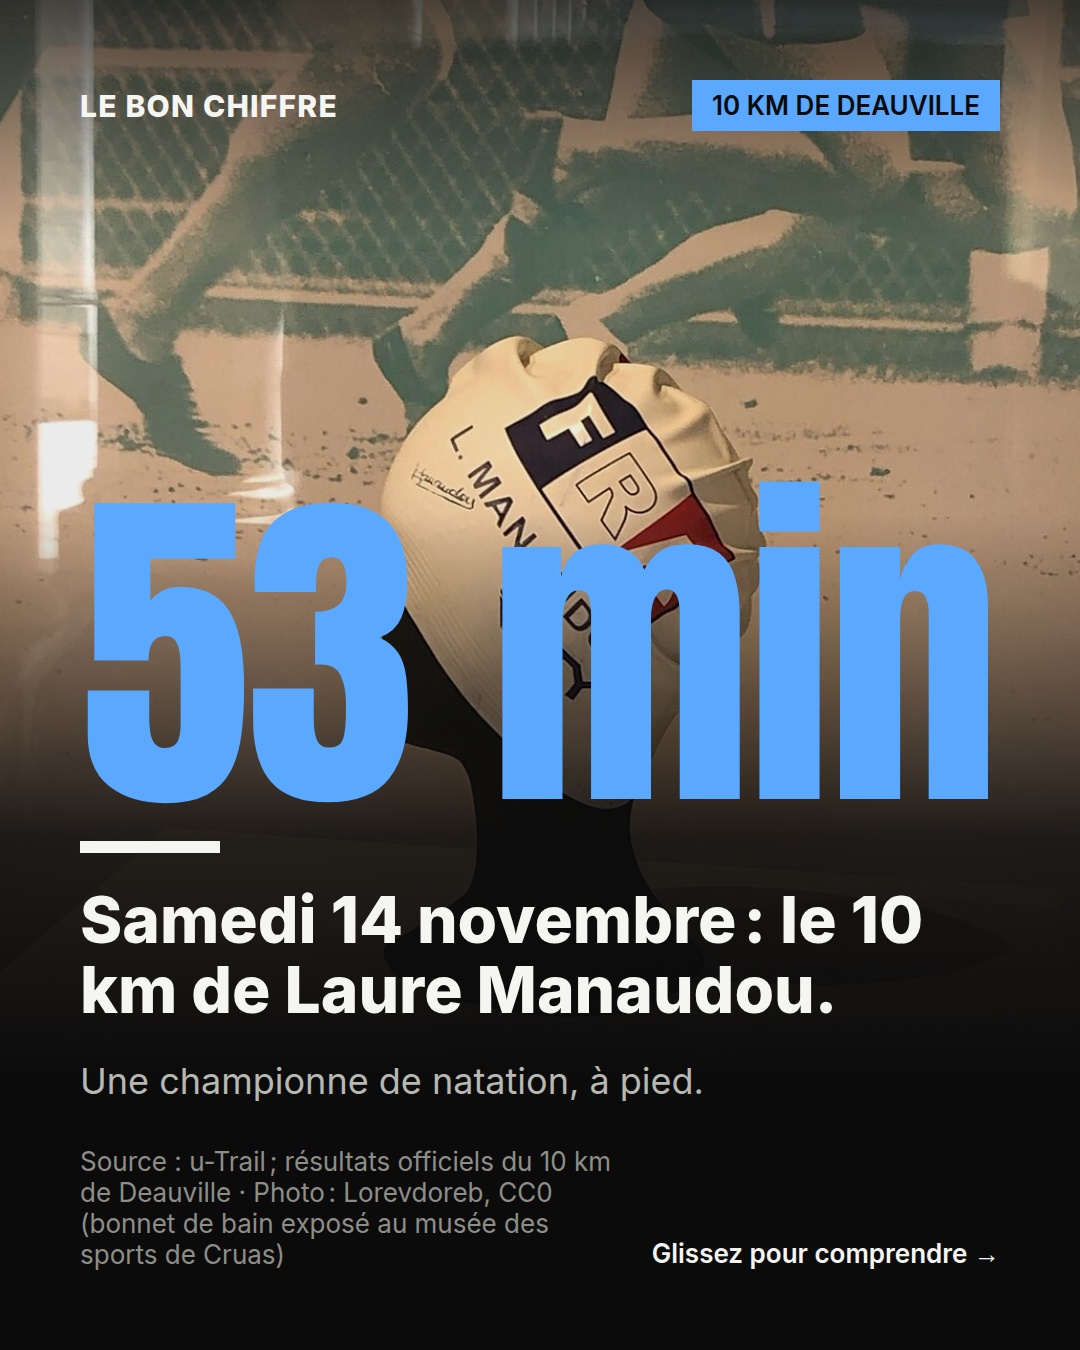 LE BON CHIFFRE
10 KM DE DEAUVILLE
FR
L. MAN
53 min
Samedi 14 novembre : le 10
km de Laure Manaudou.
Une championne de natation, à pied.
Source : u-Trail ; résultats officiels du 10 km
de Deauville · Photo : Lorevdoreb, CC0
(bonnet de bain exposé au musée des
sports de Cruas)
Glissez pour comprendre →